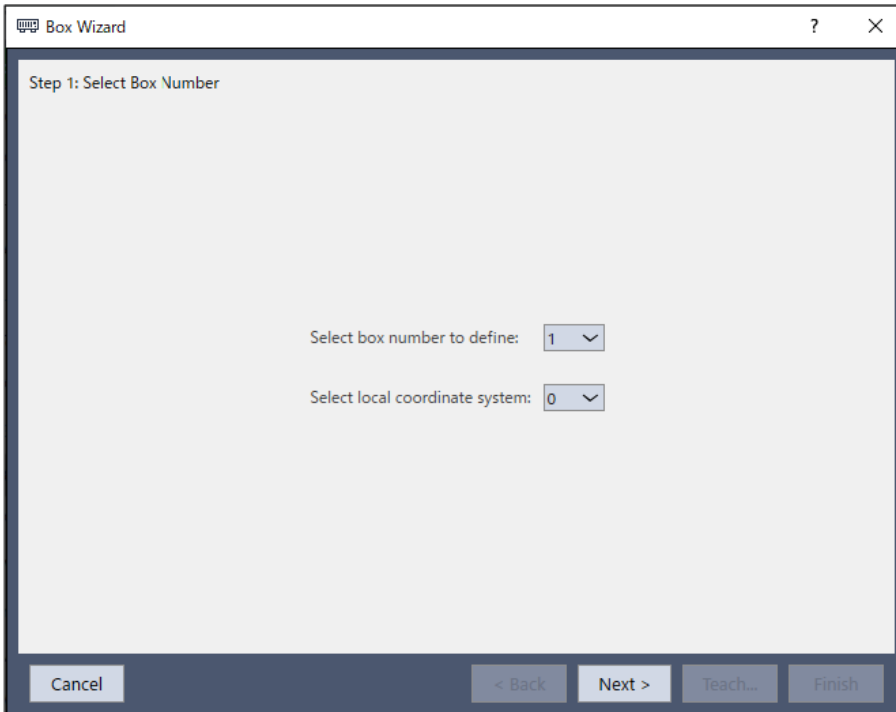 Box Wizard ?
Step 1: Select Box Number
Select box number to define: 1
Select local coordinate system: 0
Cancel < Back Next > Teach... Finish